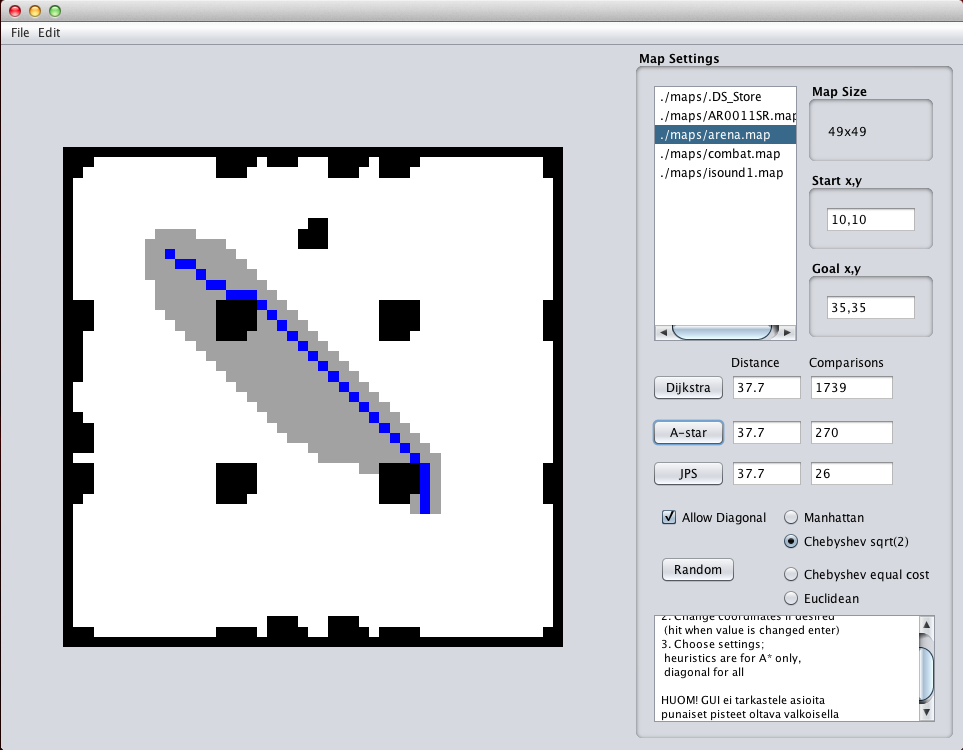 File Edit
Map Settings
./maps/.DS_Store
./maps/AR0011SR.map
./maps/arena.map
./maps/combat.map
./maps/isound1.map
Map Size
49x49
Start x,y
10,10
Goal x,y
35,35
Distance Comparisons
Dijkstra 37.7 1739
A-star 37.7 270
JPS 37.7 26
Allow Diagonal
Manhattan
Chebyshev sqrt(2)
Random
Chebyshev equal cost
Euclidean
2. Change coordinates if desired
(hit when value is changed enter)
3. Choose settings;
heuristics are for A* only,
diagonal for all
HUOM! GUI ei tarkastele asioita
punaiset pisteet oltava valkoisella